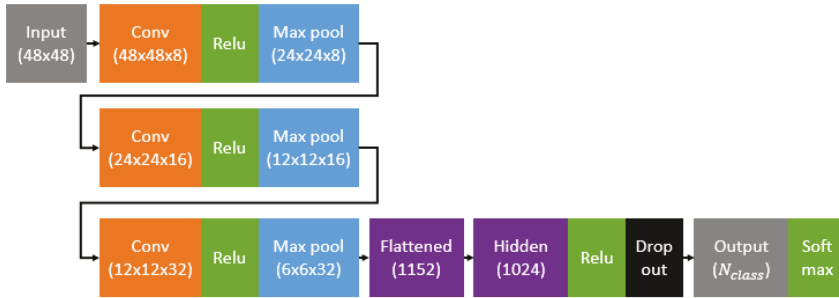 Input
(48x48)
Conv
(48x48x8)
Relu
Max pool
(24x24x8)
Conv
(24x24x16)
Relu
Max pool
(12x12x16)
Conv
(12x12x32)
Relu
Max pool
(6x6x32)
Flattened
(1152)
Hidden
(1024)
Relu
Drop
out
Output
(N_class)
Soft
max